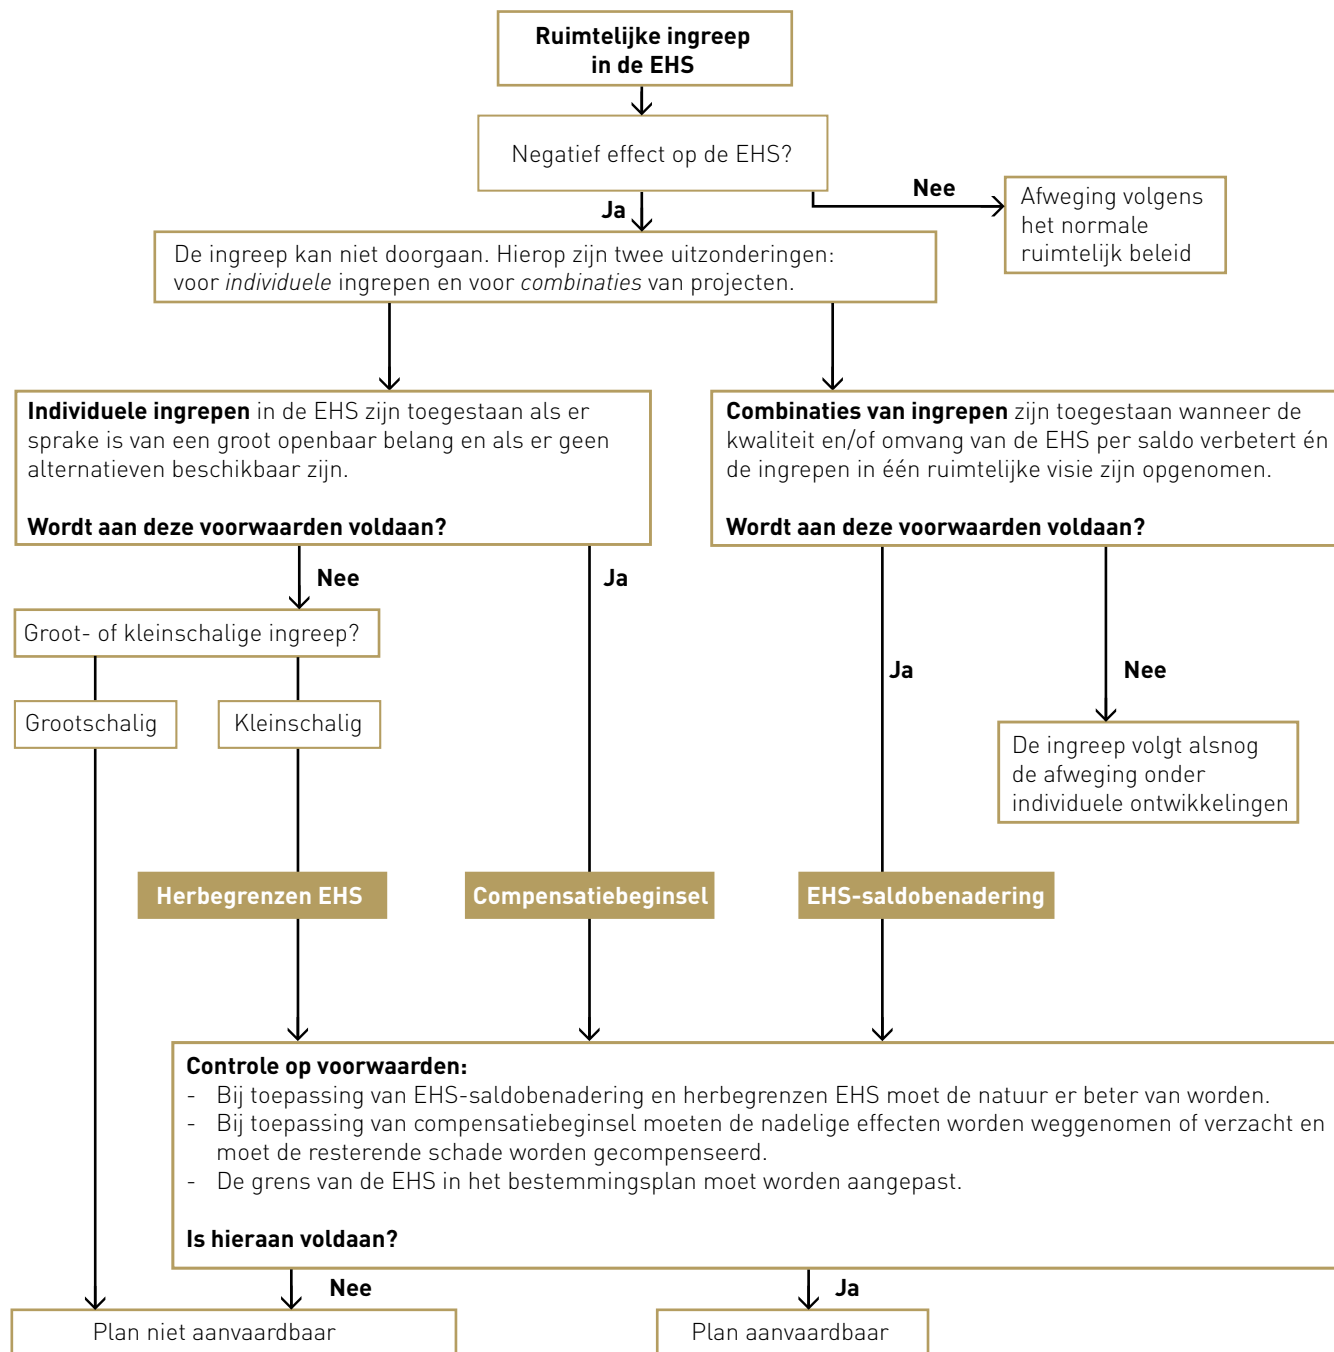 Ruimtelijke ingreep
in de EHS
Negatief effect op de EHS?
Nee
Ja
Afweging volgens
het normale
ruimtelijk beleid
De ingreep kan niet doorgaan. Hierop zijn twee uitzonderingen:
voor individuele ingrepen en voor combinaties van projecten.
Individuele ingrepen in de EHS zijn toegestaan als er
sprake is van een groot openbaar belang en als er geen
alternatieven beschikbaar zijn.
Wordt aan deze voorwaarden voldaan?
Combinaties van ingrepen zijn toegestaan wanneer de
kwaliteit en/of omvang van de EHS per saldo verbetert én
de ingrepen in één ruimtelijke visie zijn opgenomen.
Wordt aan deze voorwaarden voldaan?
Nee
Ja
Groot- of kleinschalige ingreep?
Ja
Nee
Grootschalig
Kleinschalig
De ingreep volgt alsnog
de afweging onder
individuele ontwikkelingen
Herbegrenzen EHS
Compensatiebeginsel
EHS-saldobenadering
Controle op voorwaarden:
- Bij toepassing van EHS-saldobenadering en herbegrenzen EHS moet de natuur er beter van worden.
- Bij toepassing van compensatiebeginsel moeten de nadelige effecten worden weggenomen of verzacht en
moet de resterende schade worden gecompenseerd.
- De grens van de EHS in het bestemmingsplan moet worden aangepast.
Is hieraan voldaan?
Nee
Ja
Plan niet aanvaardbaar
Plan aanvaardbaar